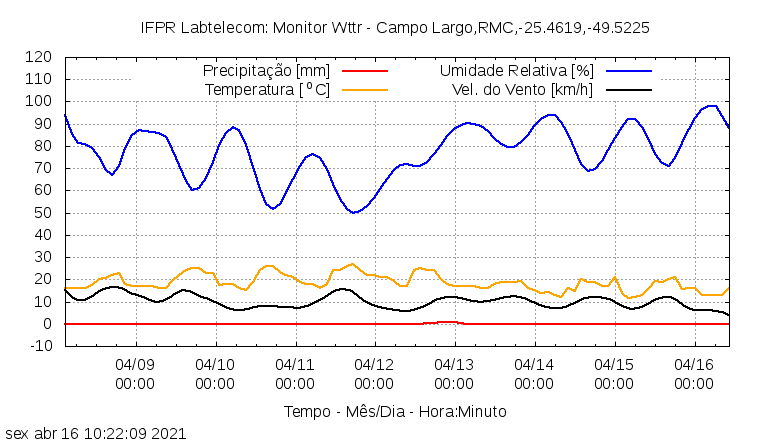 IFPR Labtelecom: Monitor Wttr - Campo Largo,RMC,-25.4619,-49.5225
120
110
100
90
80
70
60
50
40
30
20
10
0
-10
Precipitação [mm]
Temperatura [⁰C]
Umidade Relativa [%]
Vel. do Vento [km/h]
04/09 04/10 04/11 04/12 04/13 04/14 04/15 04/16
00:00 00:00 00:00 00:00 00:00 00:00 00:00 00:00
Tempo - Mês/Dia - Hora:Minuto
sex abr 16 10:22:09 2021